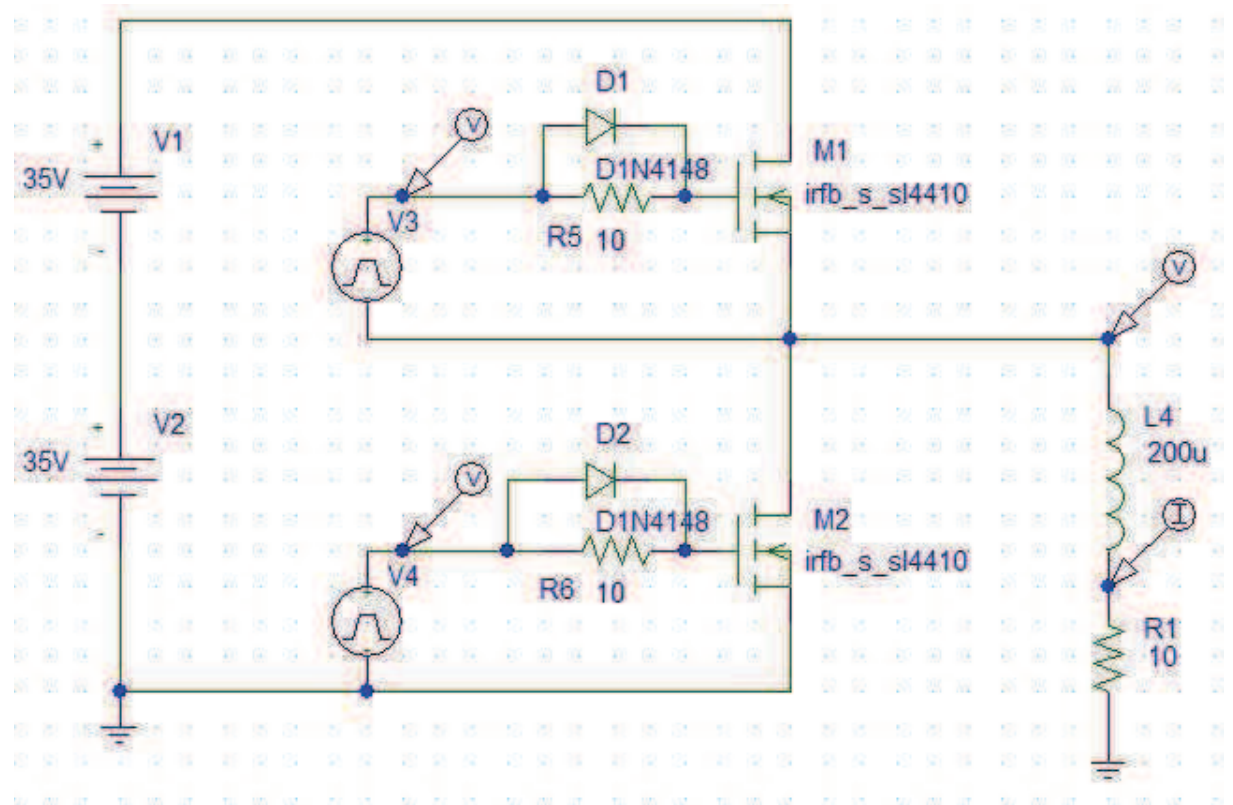 D1
V1
M1
35V
D1N4148
irfb_s_sl4410
V
V3
R5 10
V
V2
D2
L4
35V
200u
V
D1N4148
M2
I
V4
irfb_s_sl4410
R6 10
R1
10